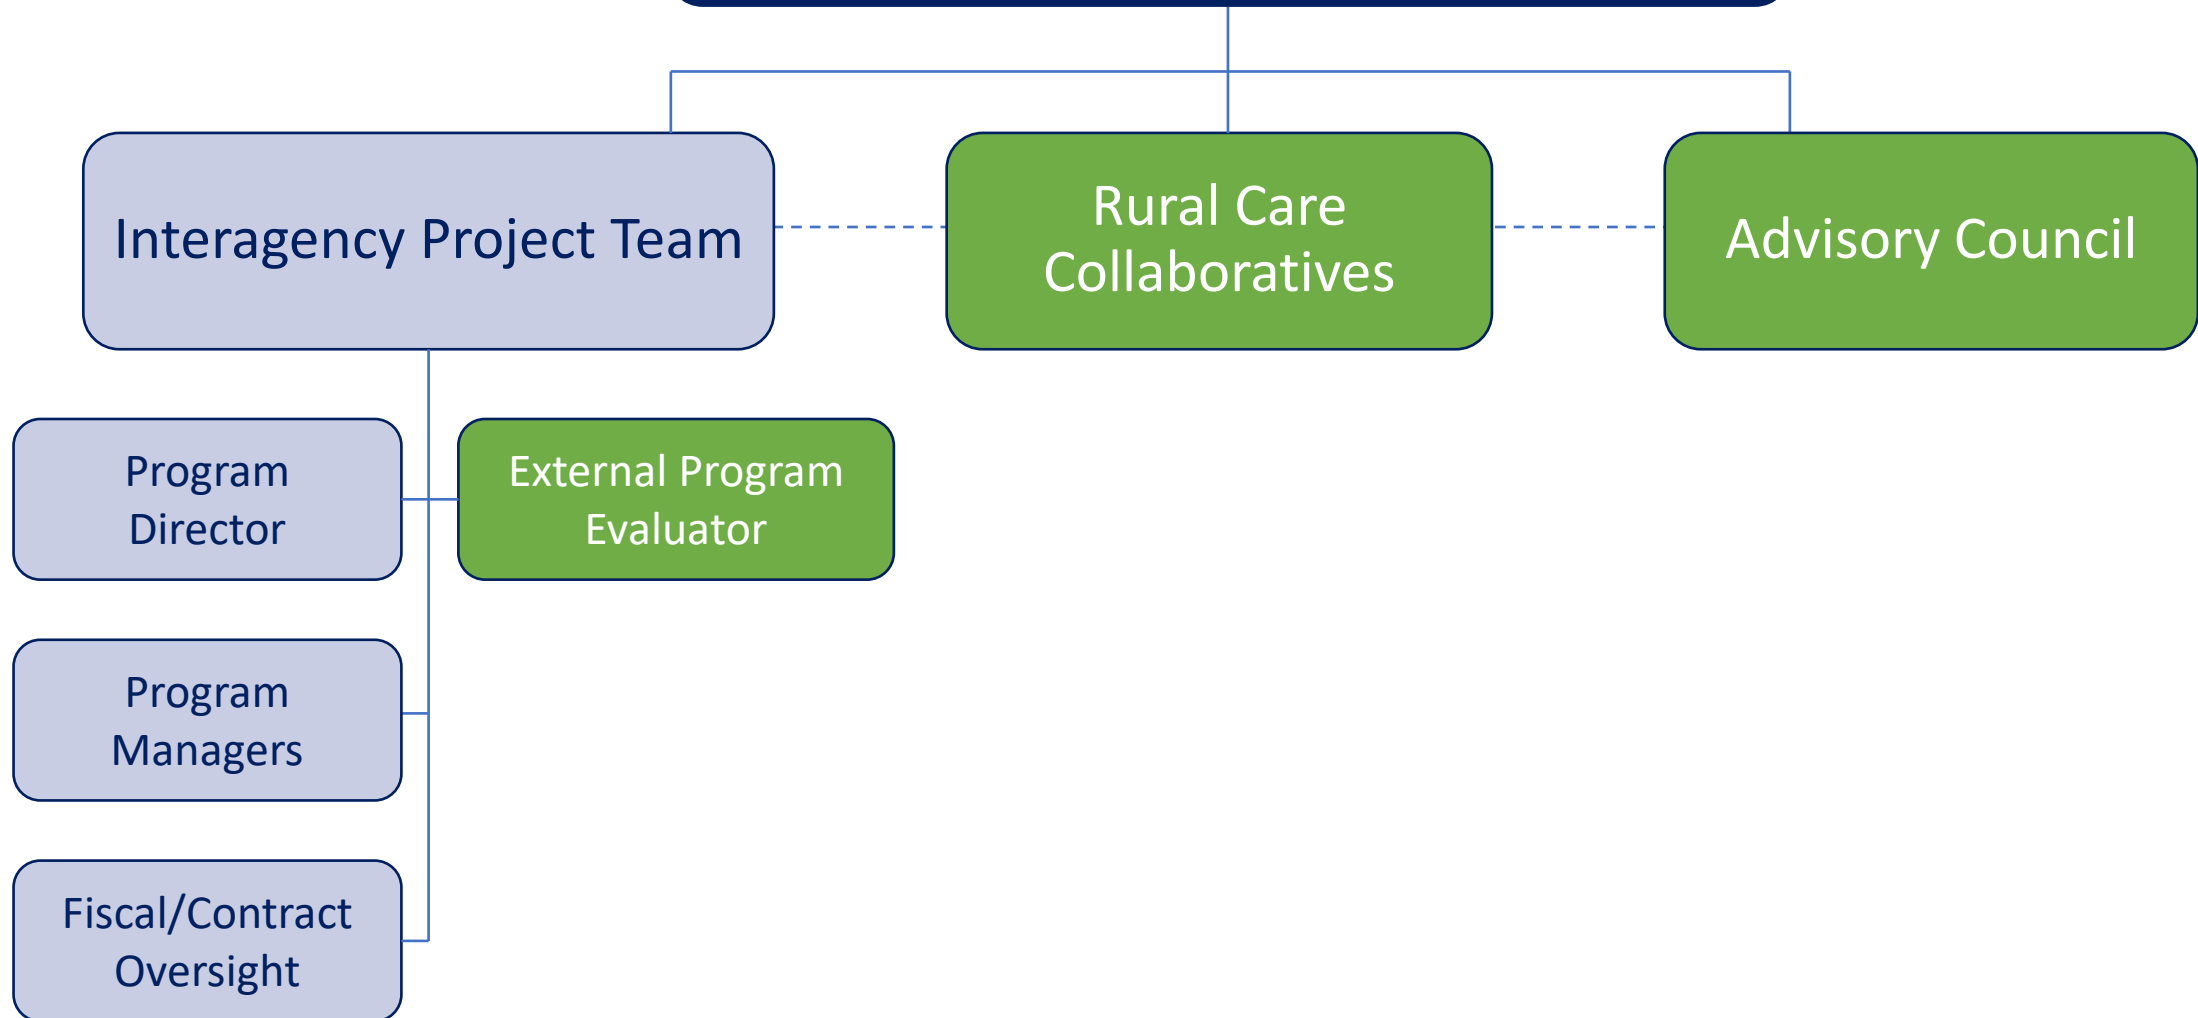 Interagency Project Team
Rural Care
Collaboratives
Advisory Council
Program
Director
External Program
Evaluator
Program
Managers
Fiscal/Contract
Oversight